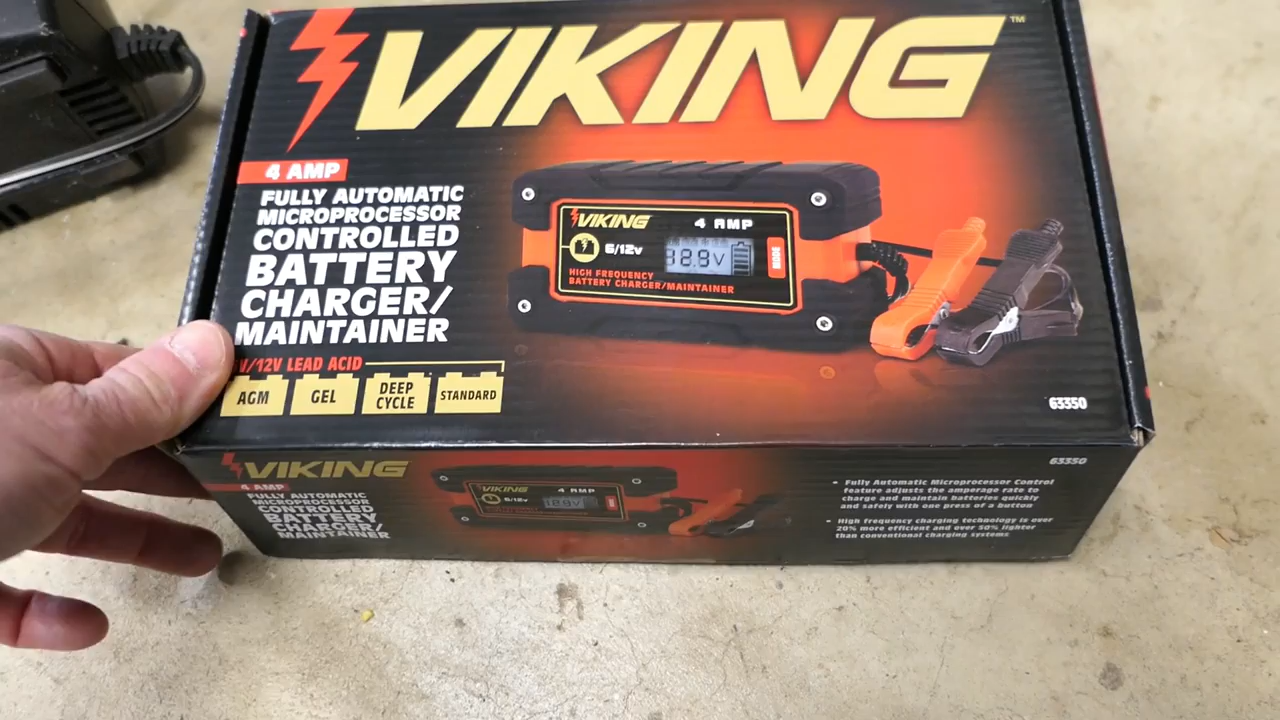 VIKING™
4 AMP
FULLY AUTOMATIC
MICROPROCESSOR
CONTROLLED
BATTERY
CHARGER/
MAINTAINER
/12V LEAD ACID
AGM
GEL
DEEP
CYCLE
STANDARD
VIKING
4 AMP
6/12v
MODE
HIGH FREQUENCY
BATTERY CHARGER/MAINTAINER
63350
VIKING
4 AMP
FULLY AUTOMATIC
MICROPROCESSOR
CONTROLLED
BATTERY
CHARGER/
MAINTAINER
VIKING
4 AMP
6/12v
63350
• Fully Automatic Microprocessor Control
feature adjusts the amperage rate to
charge and maintain batteries quickly
and safely with one press of a button
• High frequency charging technology is over
20% more efficient and over 50% lighter
than conventional charging systems